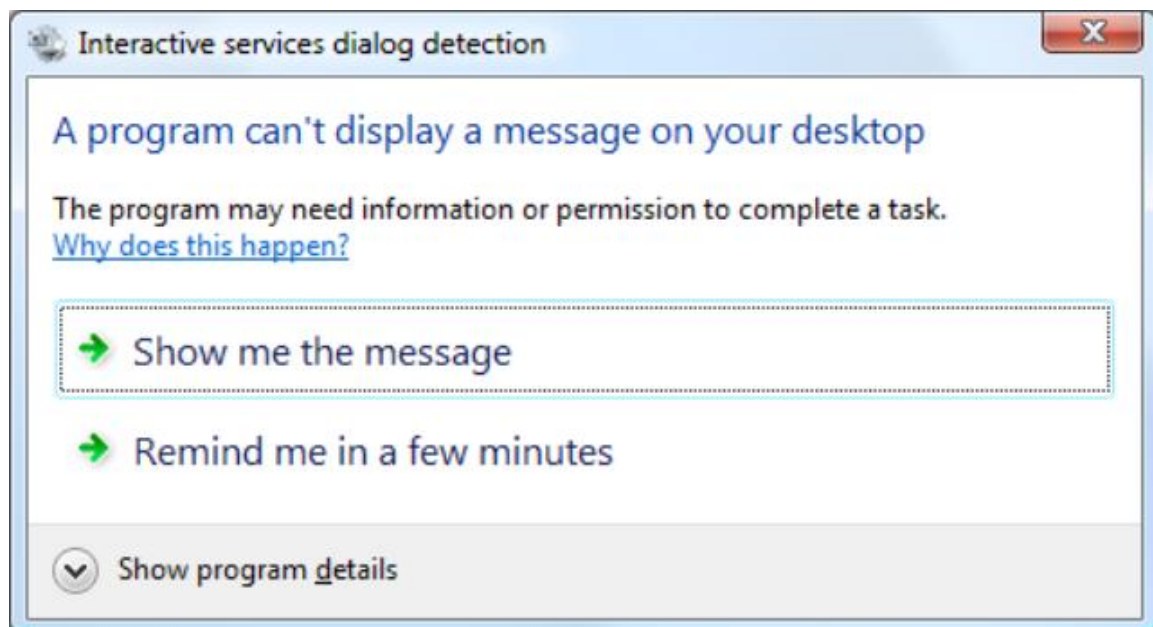 Interactive services dialog detection
A program can't display a message on your desktop
The program may need information or permission to complete a task.
Why does this happen?
Show me the message
Remind me in a few minutes
Show program details